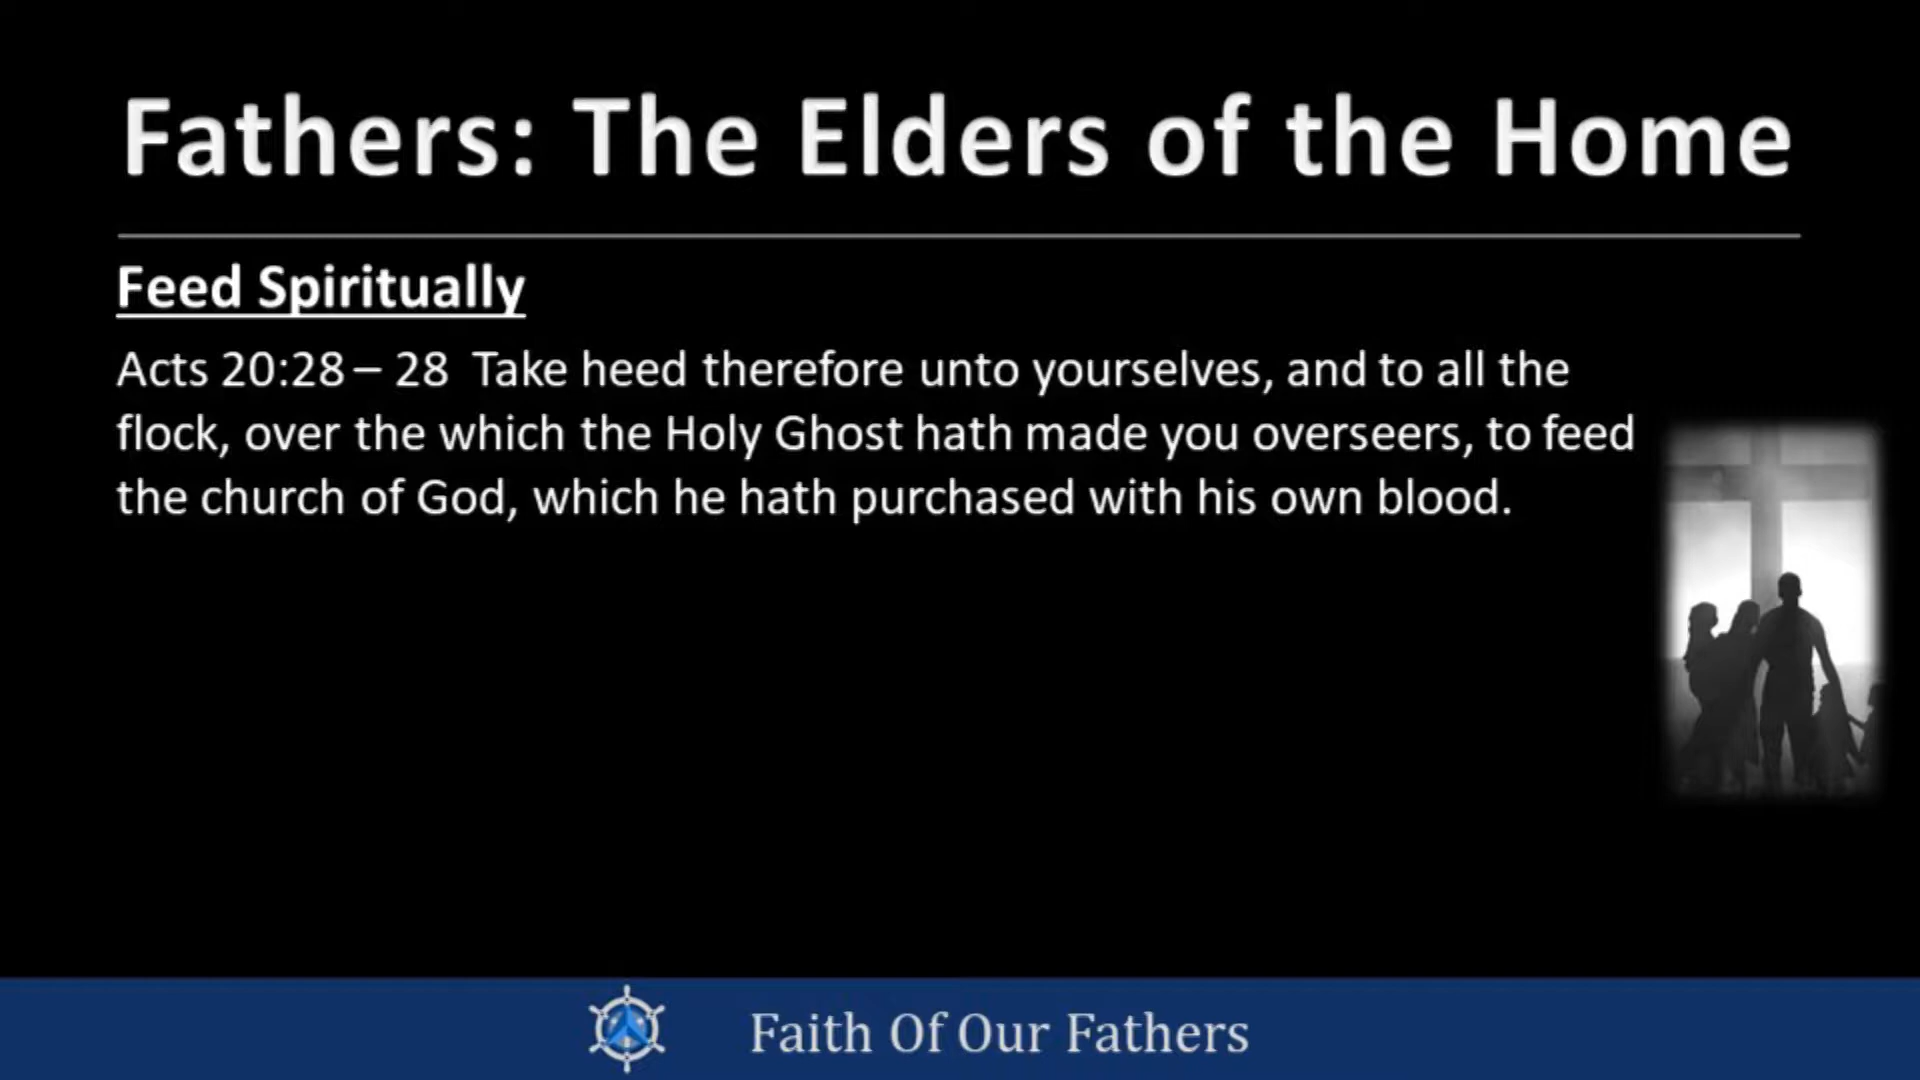 Fathers: The Elders of the Home
Feed Spiritually
Acts 20:28 – 28 Take heed therefore unto yourselves, and to all the
flock, over the which the Holy Ghost hath made you overseers, to feed
the church of God, which he hath purchased with his own blood.
Faith Of Our Fathers